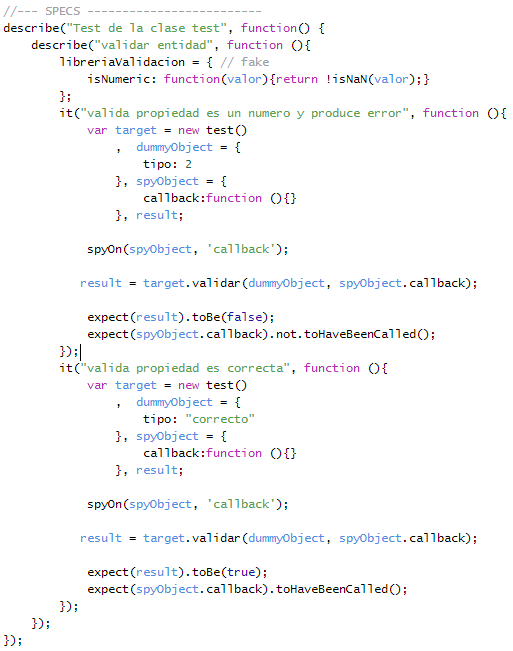 //--- SPECS -------------------------
describe("Test de la clase test", function() {
    describe("validar entidad", function (){
        libreriaValidacion = { // fake
            isNumeric: function(valor){return !isNaN(valor);}
        };
        it("valida propiedad es un numero y produce error", function (){
            var target = new test()
                ,  dummyObject = {
                    tipo: 2
                }, spyObject = {
                    callback:function (){}
                }, result;

            spyOn(spyObject, 'callback');

           result = target.validar(dummyObject, spyObject.callback);

            expect(result).toBe(false);
            expect(spyObject.callback).not.toHaveBeenCalled();
        });
        it("valida propiedad es correcta", function (){
            var target = new test()
                ,  dummyObject = {
                    tipo: "correcto"
                }, spyObject = {
                    callback:function (){}
                }, result;

            spyOn(spyObject, 'callback');

           result = target.validar(dummyObject, spyObject.callback);

            expect(result).toBe(true);
            expect(spyObject.callback).toHaveBeenCalled();
        });
    });
});